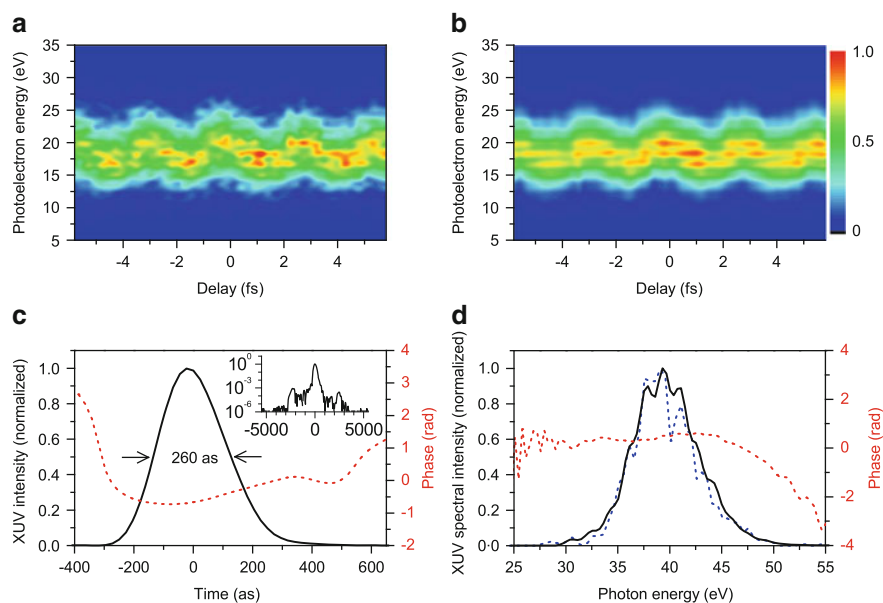 a
35
30
25
20
15
10
5
Photoelectron energy (eV)
-4 -2 0 2 4
Delay (fs)
b
35
30
25
20
15
10
5
Photoelectron energy (eV)
-4 -2 0 2 4
Delay (fs)
1.0
0.5
0
c
1.0
0.8
0.6
0.4
0.2
0.0
XUV intensity (normalized)
260 as
10^0
10^-3
10^-6
-5000 0 5000
4
3
2
1
0
-1
-2
Phase (rad)
-400 -200 0 200 400 600
Time (as)
d
1.0
0.8
0.6
0.4
0.2
0·0
XUV spectral intensity (normalized)
4
2
0
-2
-4
Phase (rad)
25 30 35 40 45 50 55
Photon energy (eV)